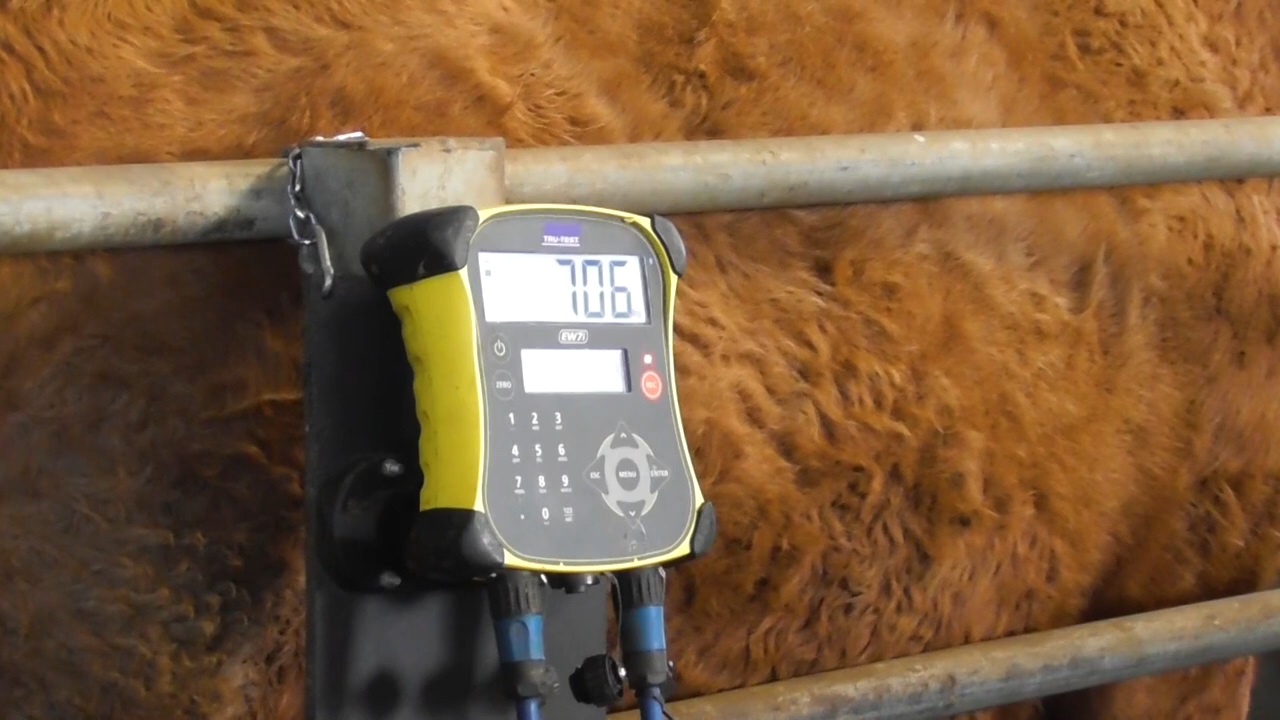 TRU-TEST
706
EW7i
ZERO
REC
1 2 3
4 5 6
ESC MENU ENTER
7 8 9
. 0 123